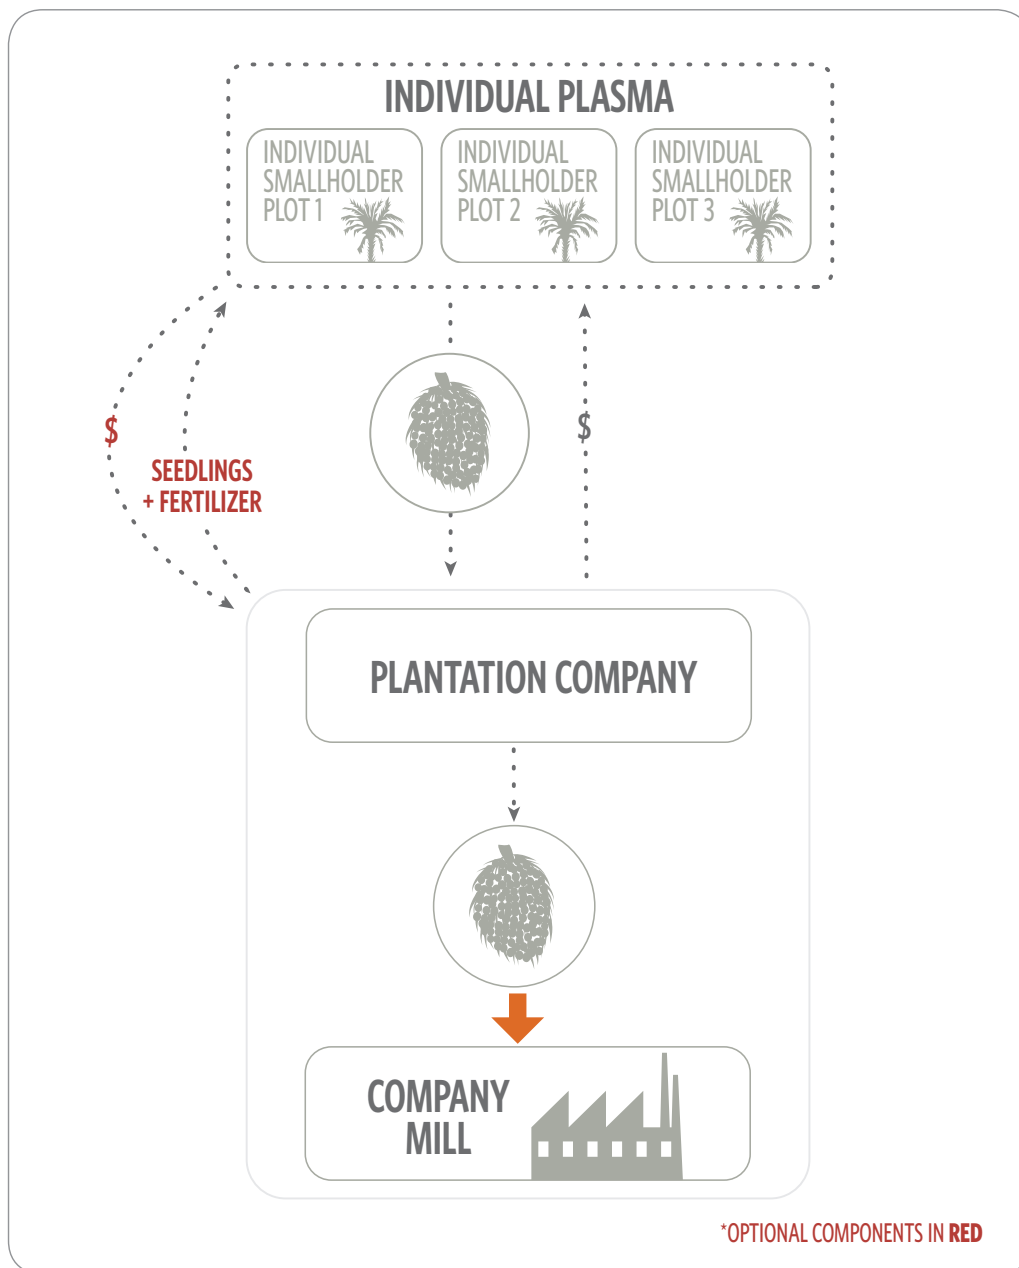 INDIVIDUAL PLASMA
INDIVIDUAL
SMALLHOLDER
PLOT 1
INDIVIDUAL
SMALLHOLDER
PLOT 2
INDIVIDUAL
SMALLHOLDER
PLOT 3
$
$
SEEDLINGS
+ FERTILIZER
PLANTATION COMPANY
COMPANY
MILL
*OPTIONAL COMPONENTS IN RED